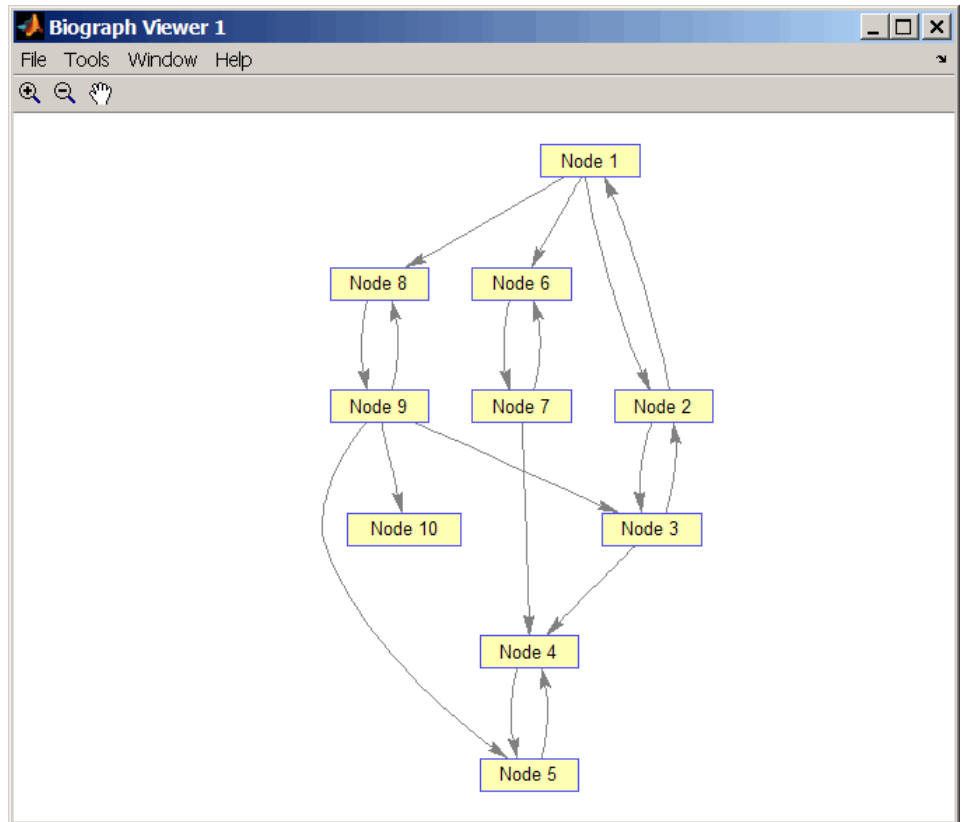 Biograph Viewer 1
File Tools Window Help
Node 1
Node 8 Node 6
Node 9 Node 7 Node 2
Node 10 Node 3
Node 4
Node 5